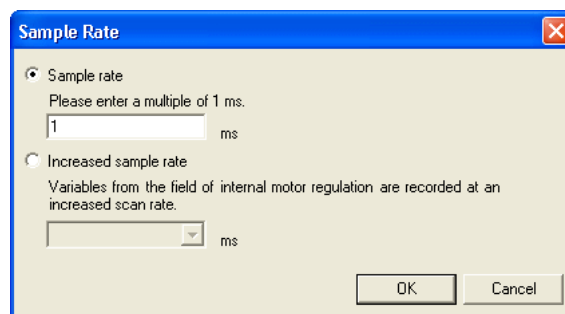 Sample Rate
Sample rate
Please enter a multiple of 1 ms.
1
ms
Increased sample rate
Variables from the field of internal motor regulation are recorded at an
increased scan rate.
ms
OK
Cancel